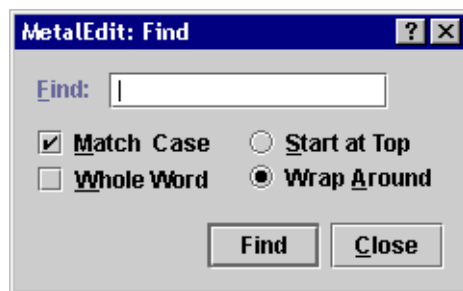 MetalEdit: Find
Find:
Match Case Start at Top
Whole Word Wrap Around
Find Close